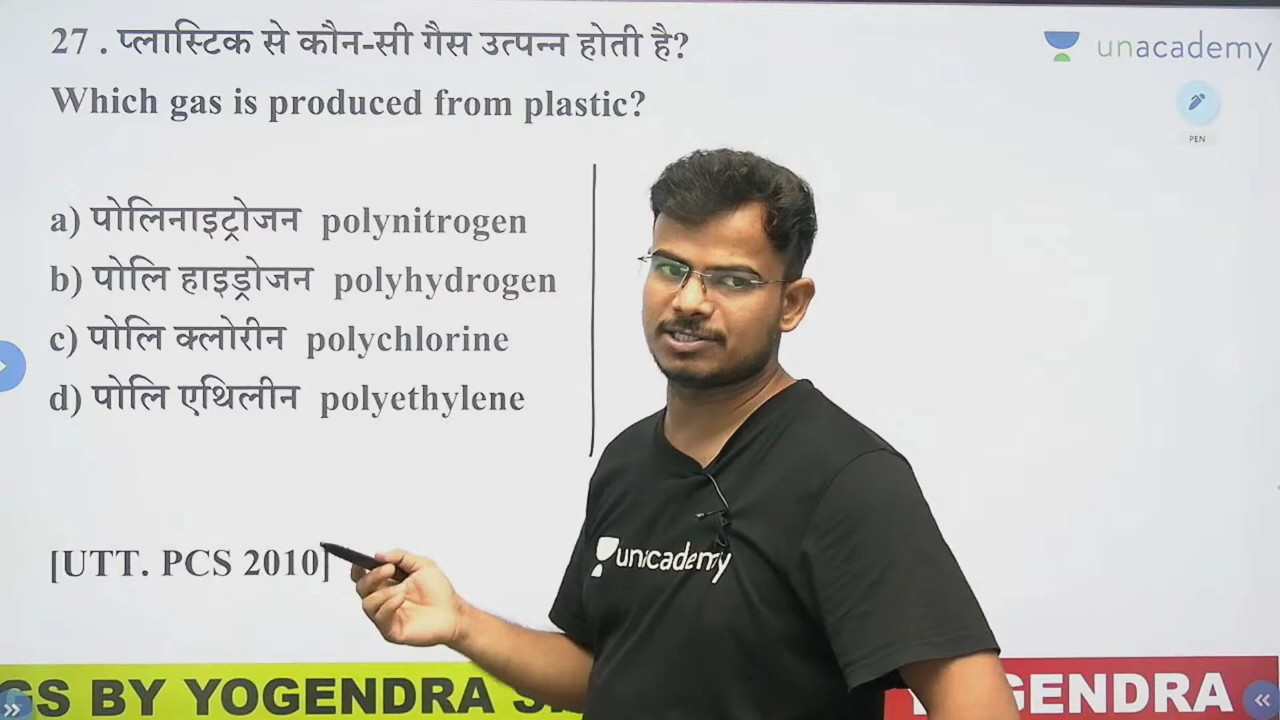 27 . प्लास्टिक से कौन-सी गैस उत्पन्न होती है?
unacademy
Which gas is produced from plastic?
PEN
a) पोलिनाइट्रोजन polynitrogen
b) पोलि हाइड्रोजन polyhydrogen
c) पोलि क्लोरीन polychlorine
d) पोलि एथिलीन polyethylene
unacademy
[UTT. PCS 2010]
GS BY YOGENDRA
GENDRA